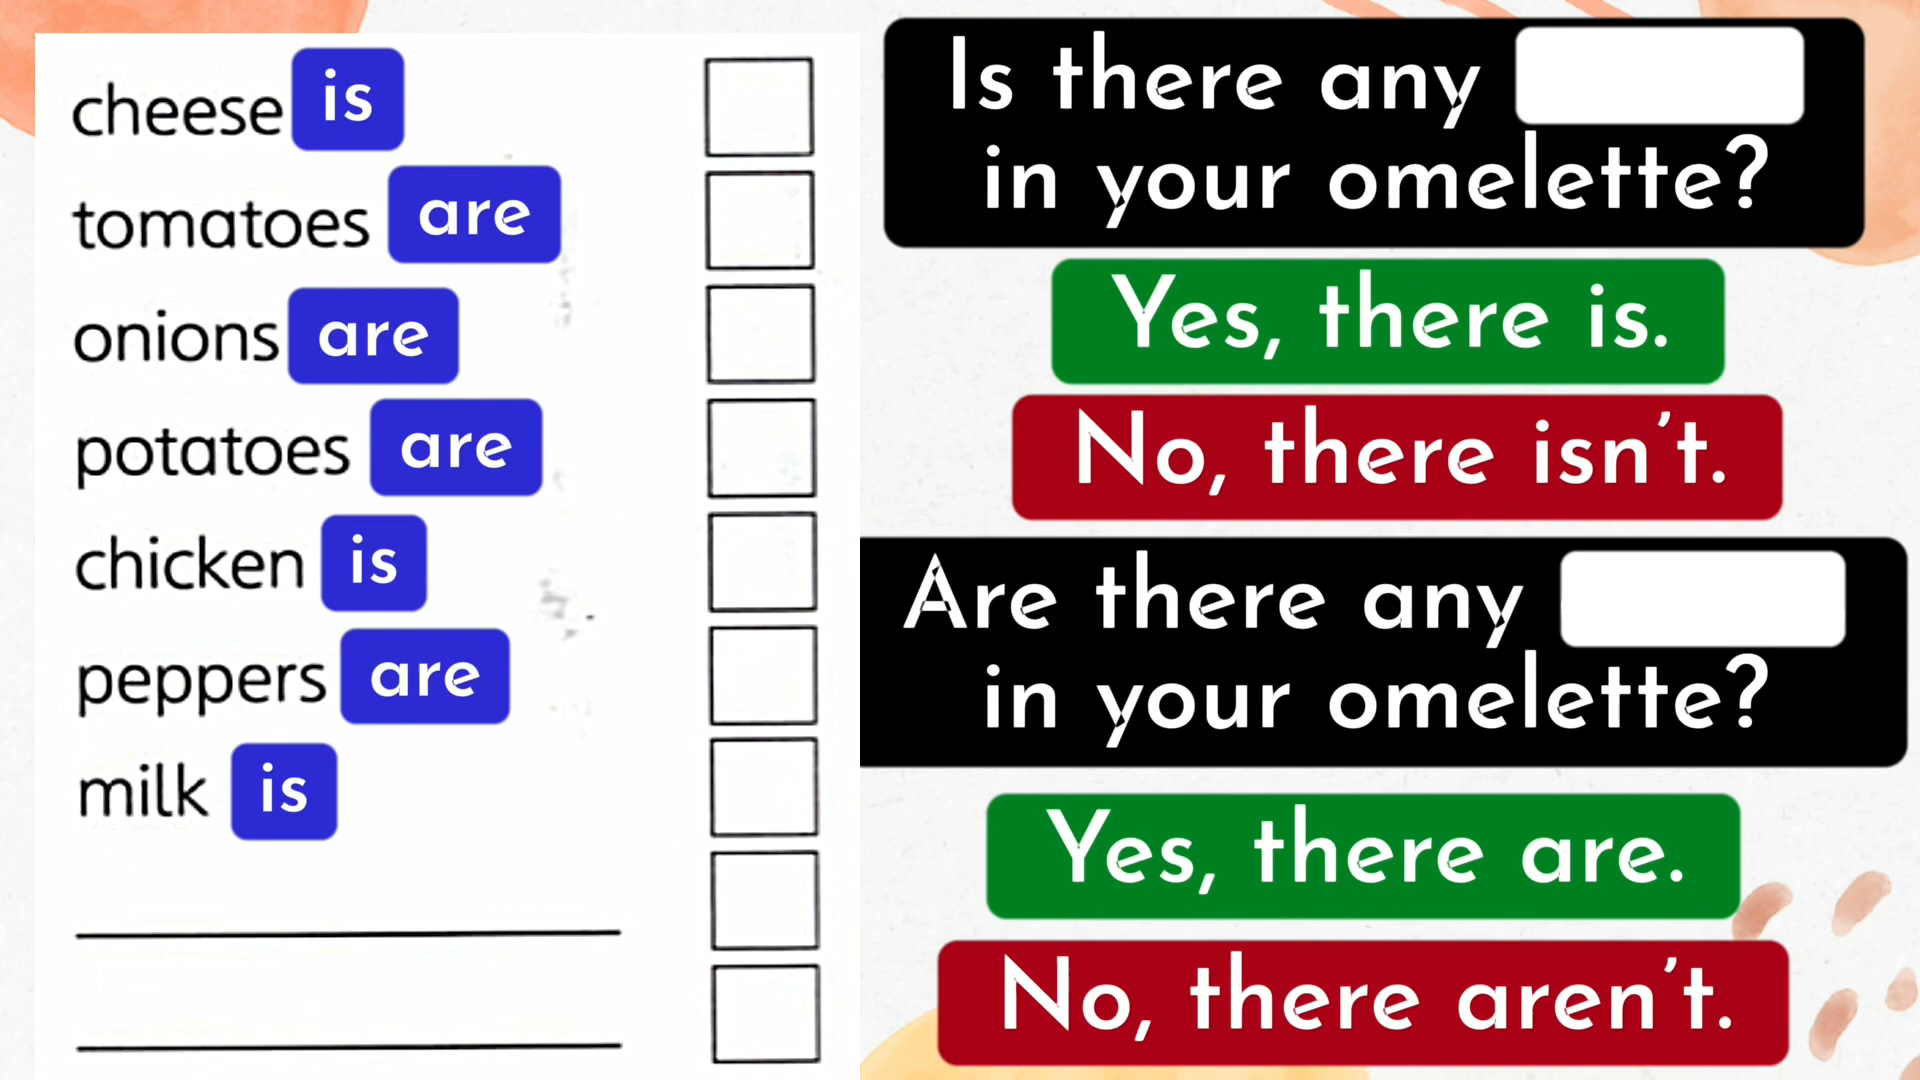 cheese is
tomatoes are
onions are
potatoes are
chicken is
peppers are
milk is
Is there any
in your omelette?
Yes, there is.
No, there isn't.
Are there any
in your omelette?
Yes, there are.
No, there aren't.